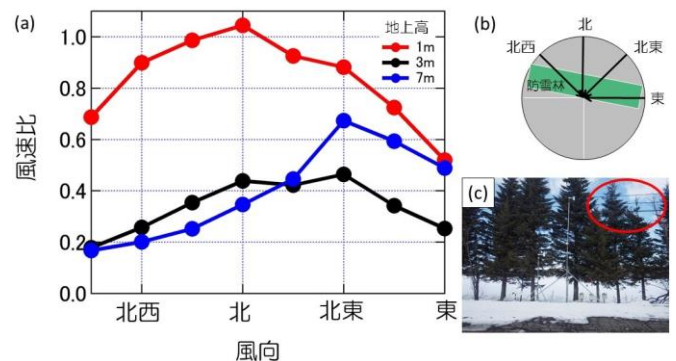 (a)
地上高
1m
3m
7m
1.0
0.8
0.6
0.4
0.2
0.0
風速比
北西
北
北東
東
風向
(b)
北
北西
北東
防雪林
東
(c)